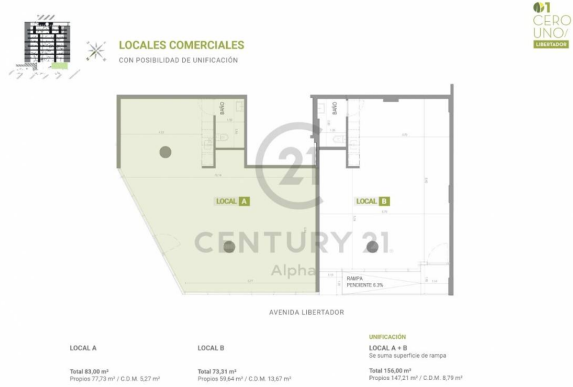 LOCALES COMERCIALES
CON POSIBILIDAD DE UNIFICACIÓN
01
CERO
UNO/
LIBERTADOR
BAÑO
BAÑO
21
LOCAL A
LOCAL B
CENTURY 21.
Alpha
RAMPA
PENDIENTE 8.3%
AVENIDA LIBERTADOR
LOCAL A
Total 83,00 m²
Propios 77,73 m² / C.D.M. 5,27 m²
LOCAL B
Total 73,31 m²
Propios 59,64 m² / C.D.M. 13,67 m²
UNIFICACIÓN
LOCAL A + B
Se suma superficie de rampa
Total 156,00 m²
Propios 147,21 m² / C.D.M. 8,79 m²